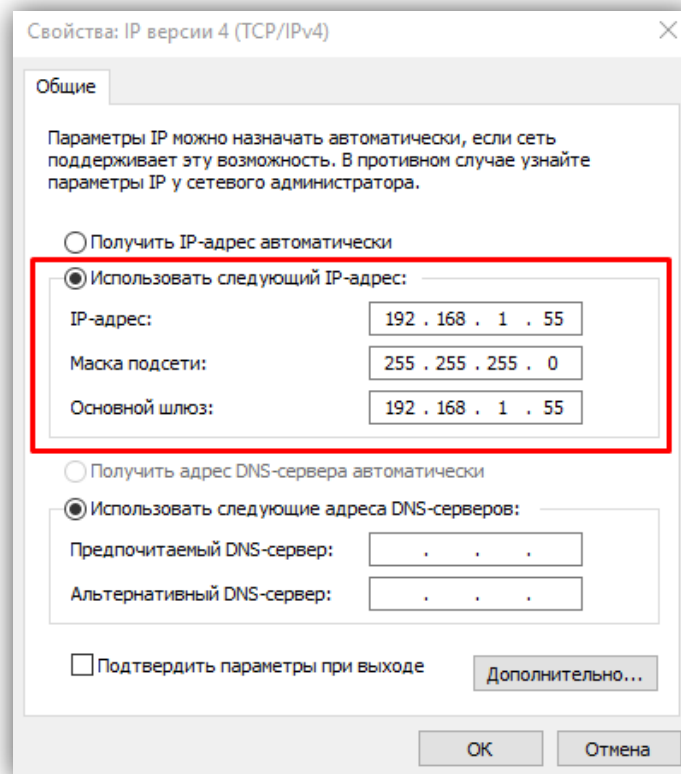 Свойства: IP версии 4 (TCP/IPv4)
Общие
Параметры IP можно назначать автоматически, если сеть
поддерживает эту возможность. В противном случае узнайте
параметры IP у сетевого администратора.
Получить IP-адрес автоматически
Использовать следующий IP-адрес:
IP-адрес: 192 . 168 . 1 . 55
Маска подсети: 255 . 255 . 255 . 0
Основной шлюз: 192 . 168 . 1 . 55
Получить адрес DNS-сервера автоматически
Использовать следующие адреса DNS-серверов:
Предпочитаемый DNS-сервер: . . .
Альтернативный DNS-сервер: . . .
Подтвердить параметры при выходе
Дополнительно...
ОК Отмена